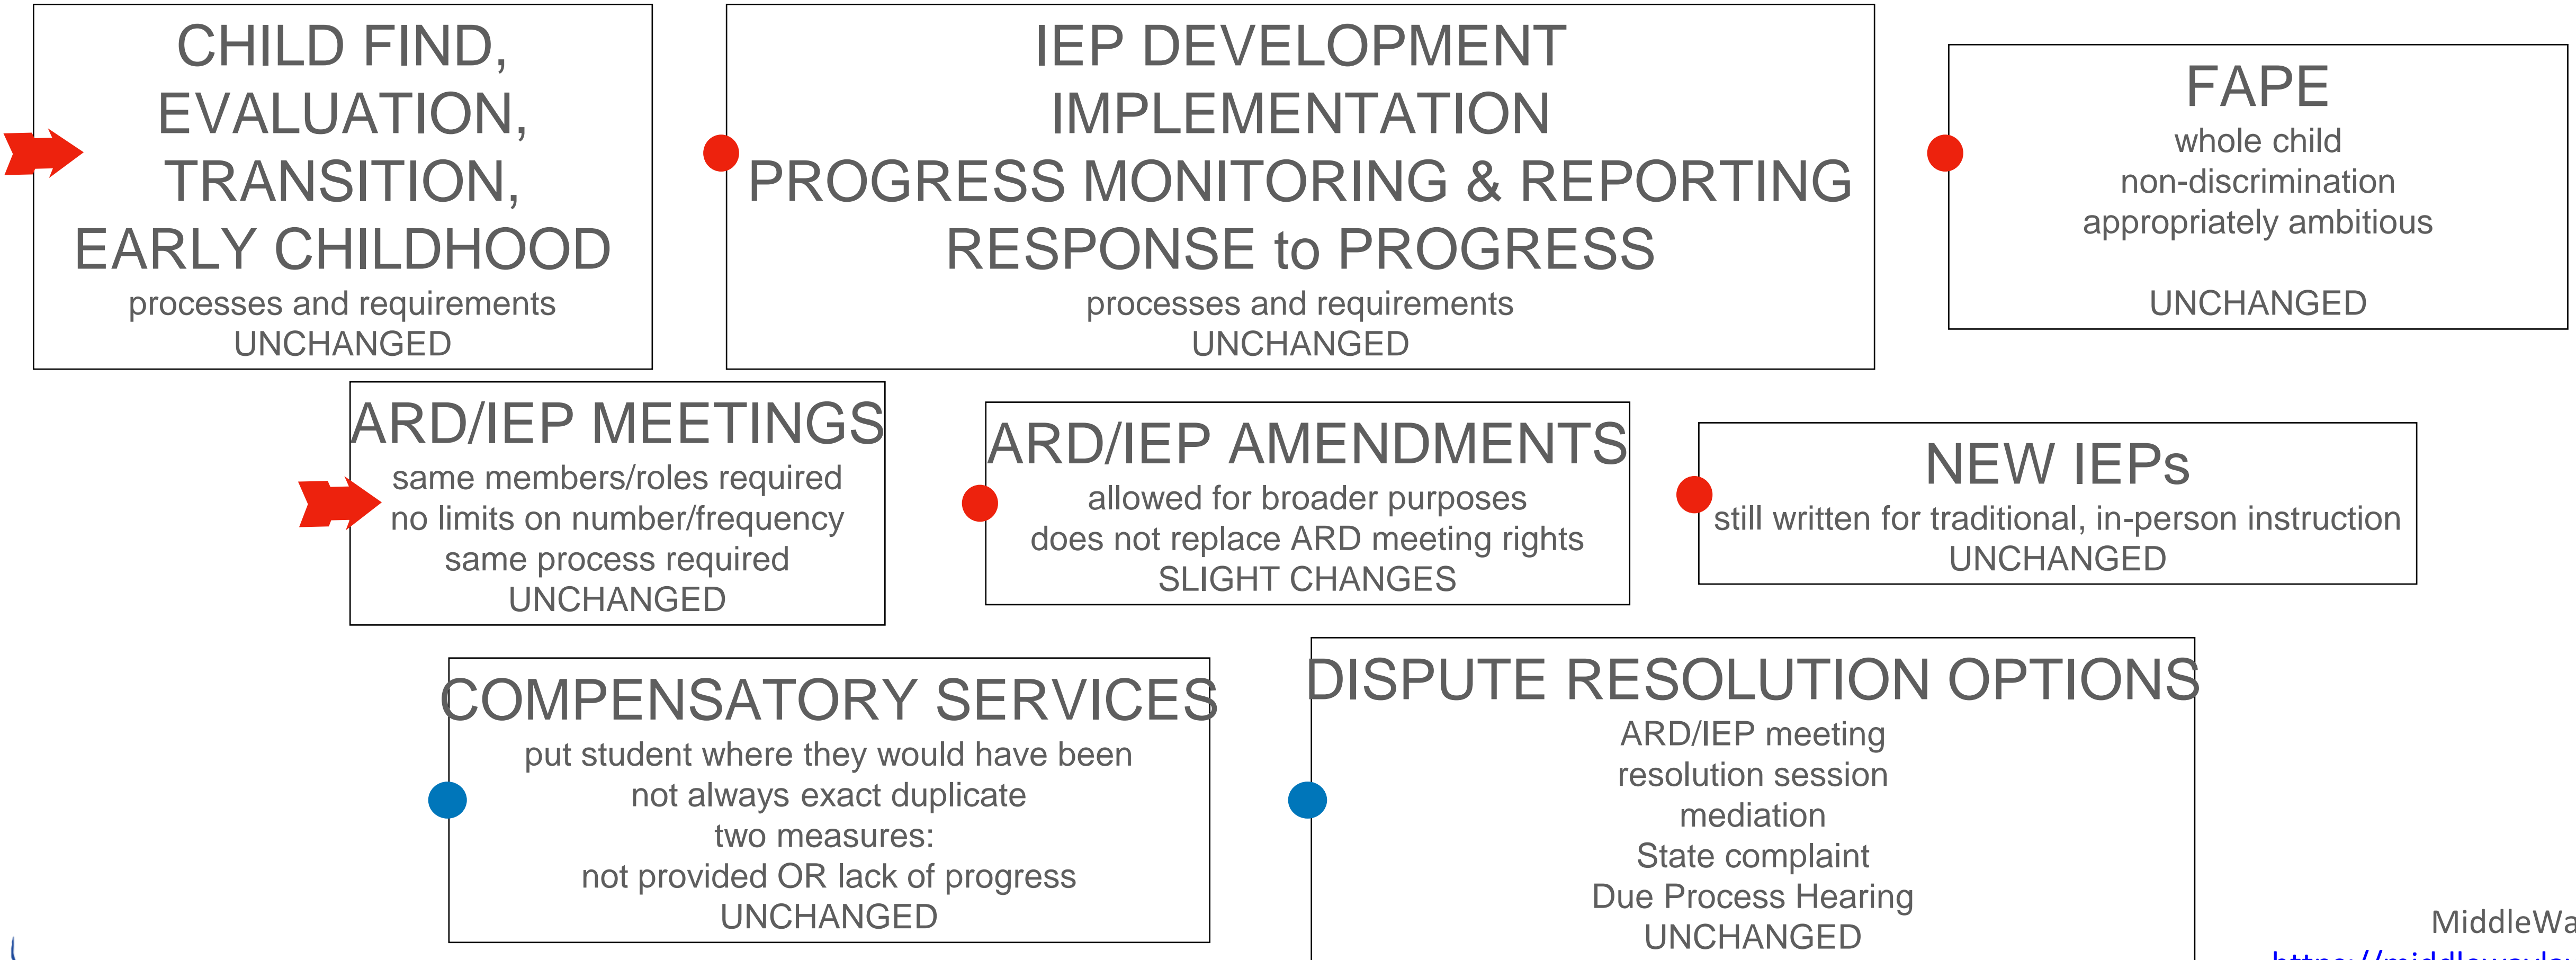 CHILD FIND,
EVALUATION,
TRANSITION,
EARLY CHILDHOOD
processes and requirements
UNCHANGED
IEP DEVELOPMENT
IMPLEMENTATION
PROGRESS MONITORING & REPORTING
RESPONSE to PROGRESS
processes and requirements
UNCHANGED
FAPE
whole child
non-discrimination
appropriately ambitious
UNCHANGED
ARD/IEP MEETINGS
same members/roles required
no limits on number/frequency
same process required
UNCHANGED
ARD/IEP AMENDMENTS
allowed for broader purposes
does not replace ARD meeting rights
SLIGHT CHANGES
NEW IEPs
still written for traditional, in-person instruction
UNCHANGED
COMPENSATORY SERVICES
put student where they would have been
not always exact duplicate
two measures:
not provided OR lack of progress
UNCHANGED
DISPUTE RESOLUTION OPTIONS
ARD/IEP meeting
resolution session
mediation
State complaint
Due Process Hearing
UNCHANGED